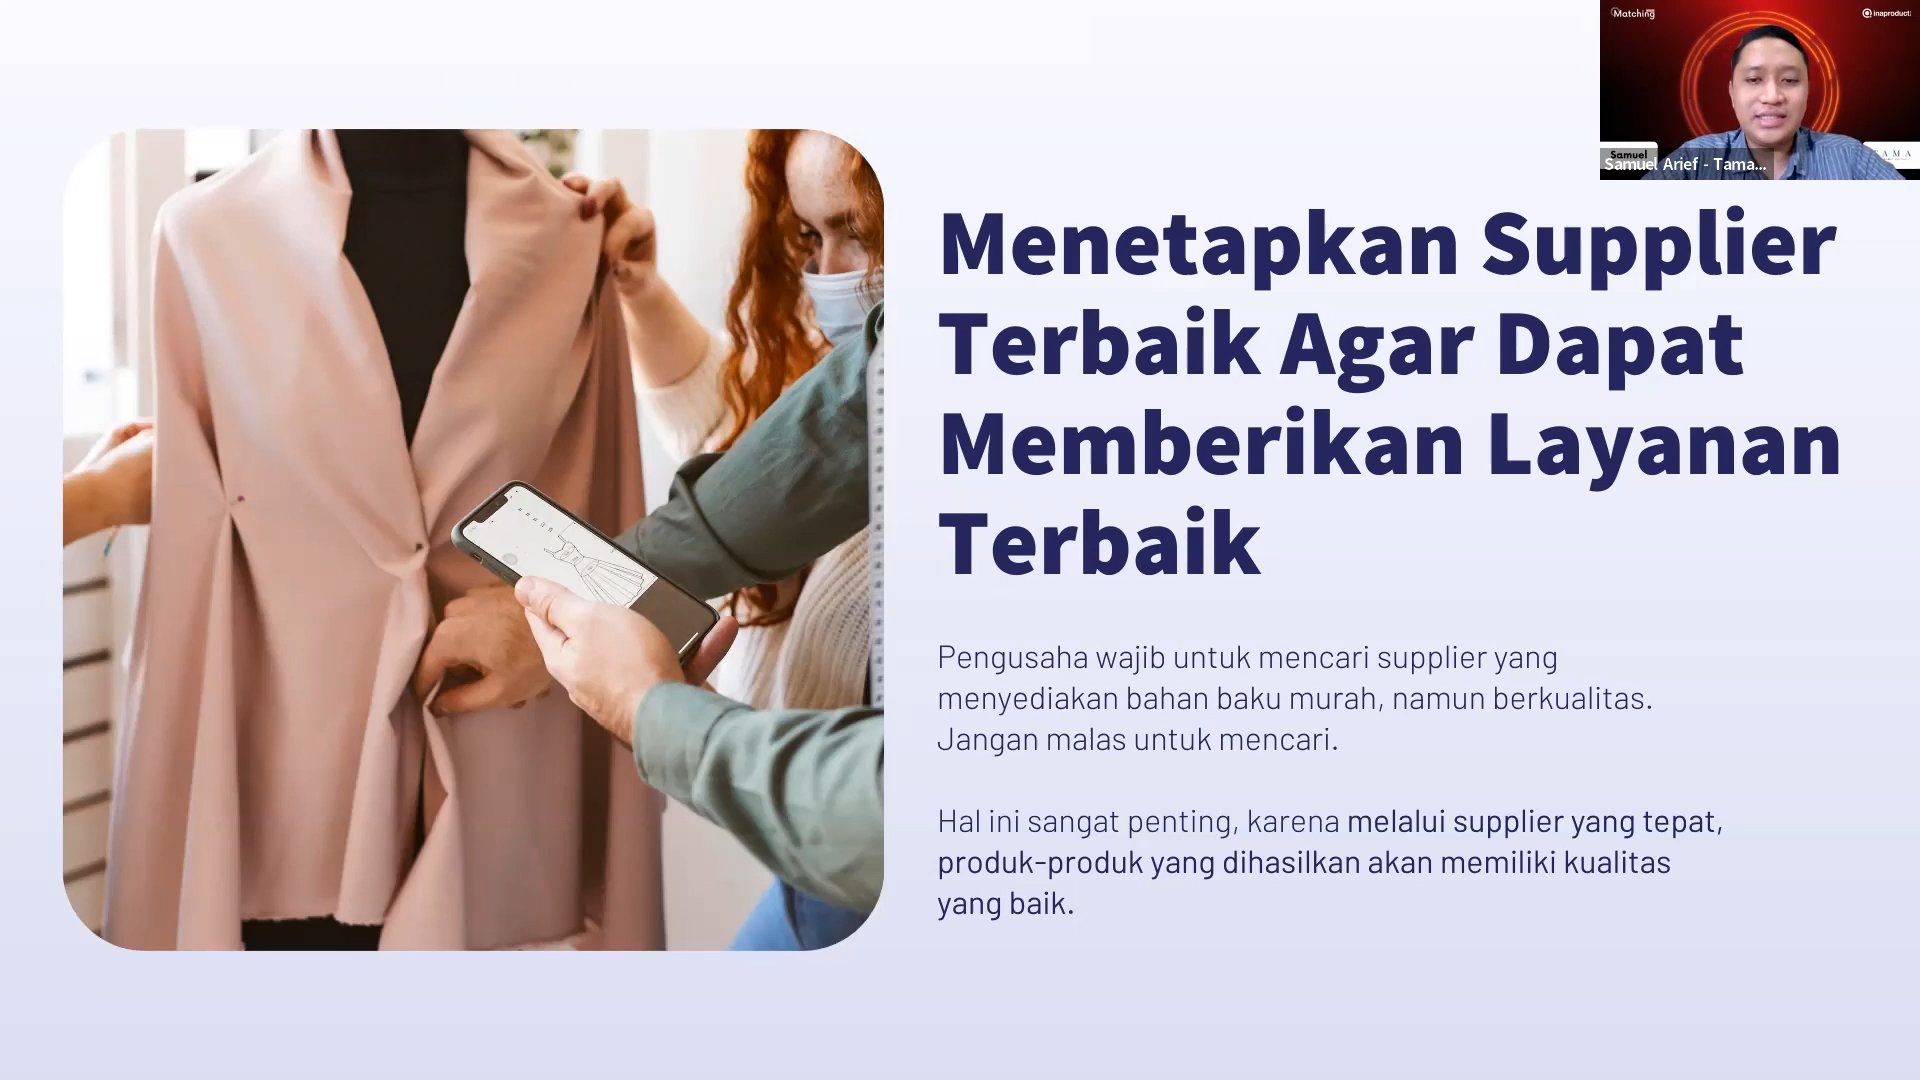 Matching
inaproduct
Samuel
Samuel Arief - Tama...
Menetapkan Supplier
Terbaik Agar Dapat
Memberikan Layanan
Terbaik
Pengusaha wajib untuk mencari supplier yang
menyediakan bahan baku murah, namun berkualitas.
Jangan malas untuk mencari.
Hal ini sangat penting, karena melalui supplier yang tepat,
produk-produk yang dihasilkan akan memiliki kualitas
yang baik.